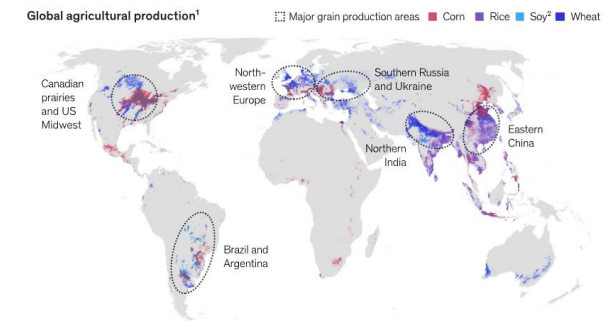 Global agricultural production¹
Major grain production areas Corn Rice Soy² Wheat
Canadian
prairies
and US
Midwest
North-
western
Europe
Southern Russia
and Ukraine
Northern
India
Eastern
China
Brazil and
Argentina